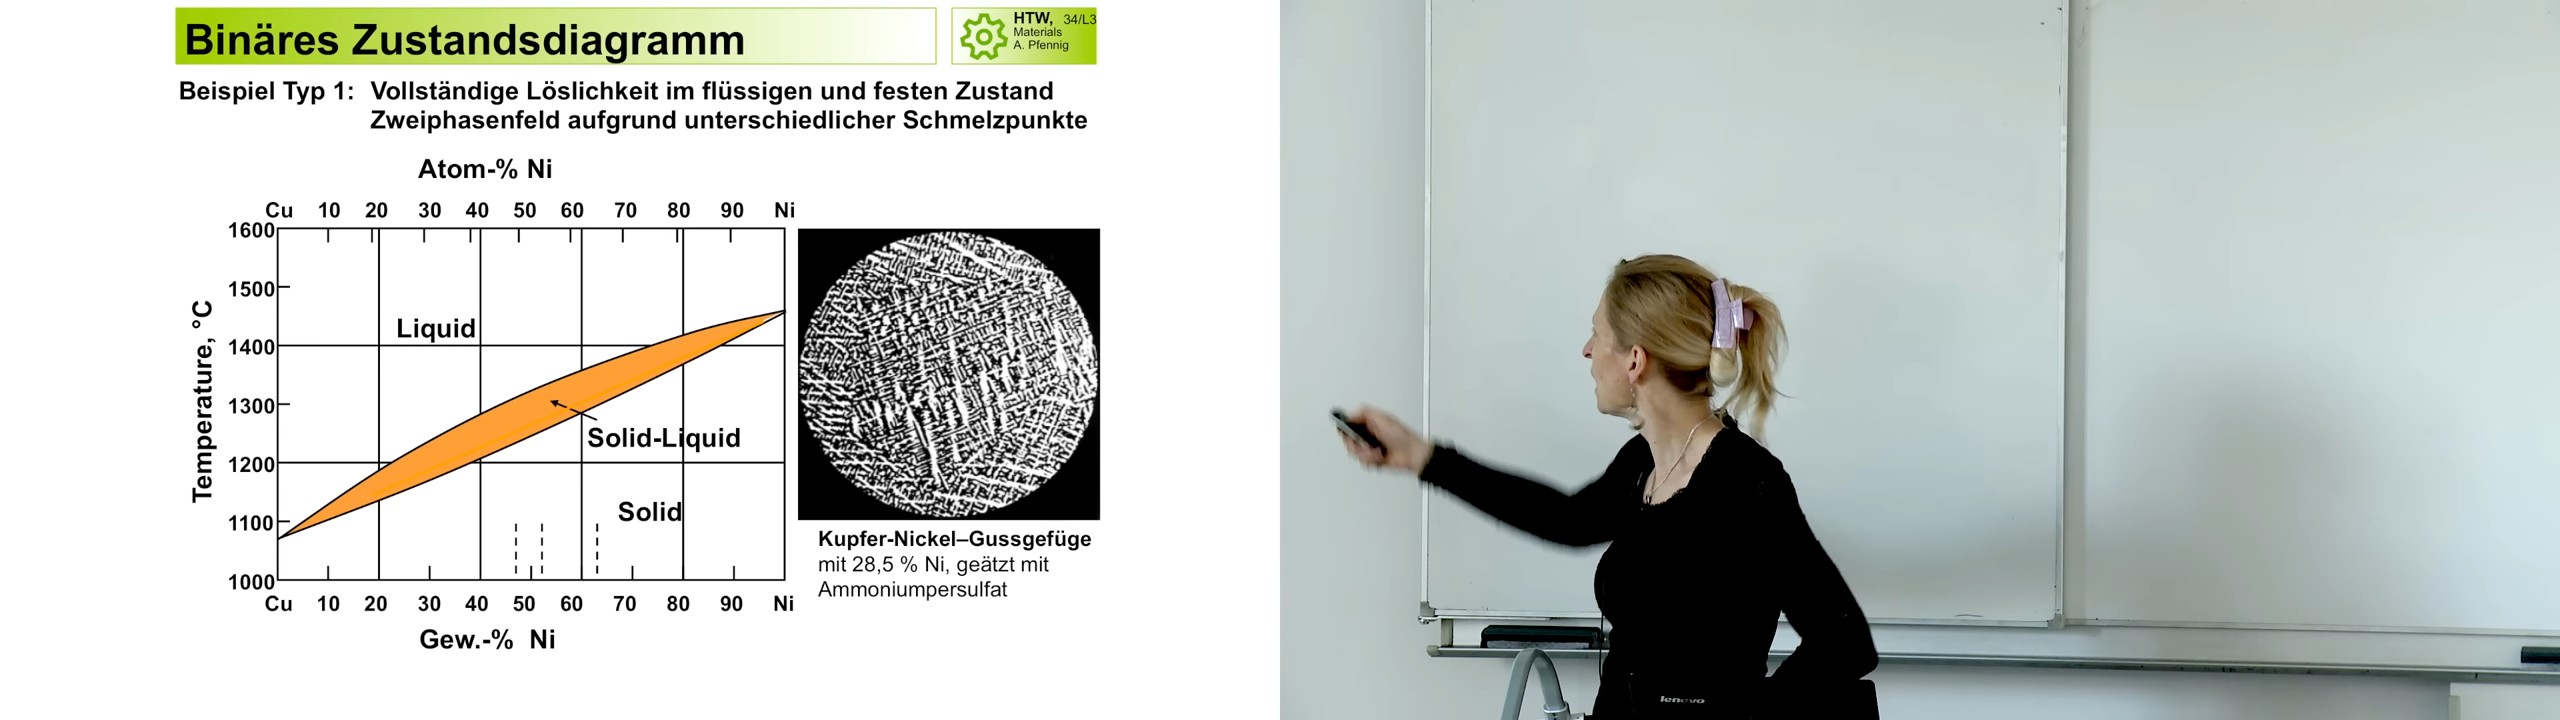 Binäres Zustandsdiagramm
HTW, 34/L3
Materials
A. Pfennig
Beispiel Typ 1: Vollständige Löslichkeit im flüssigen und festen Zustand
Zweiphasenfeld aufgrund unterschiedlicher Schmelzpunkte
Atom-% Ni
Cu 10 20 30 40 50 60 70 80 90 Ni
1600
1500
Liquid
1400
1300
Solid-Liquid
1200
Solid
1100
1000
Temperature, °C
Cu 10 20 30 40 50 60 70 80 90 Ni
Gew.-% Ni
Kupfer-Nickel–Gussgefüge
mit 28,5 % Ni, geätzt mit
Ammoniumpersulfat
lenovo